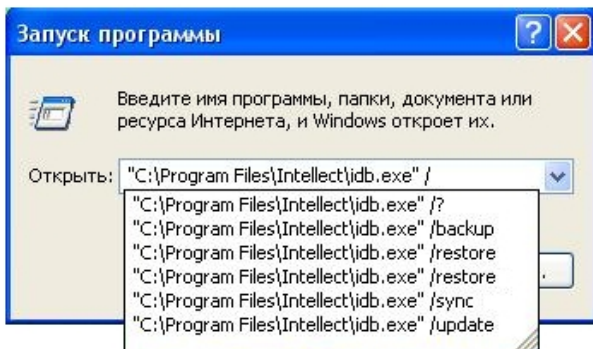 Запуск программы
Введите имя программы, папки, документа или
ресурса Интернета, и Windows откроет их.
Открыть: "C:\Program Files\Intellect\idb.exe" /
"C:\Program Files\Intellect\idb.exe" /?
"C:\Program Files\Intellect\idb.exe" /backup
"C:\Program Files\Intellect\idb.exe" /restore
"C:\Program Files\Intellect\idb.exe" /restore
"C:\Program Files\Intellect\idb.exe" /sync
"C:\Program Files\Intellect\idb.exe" /update